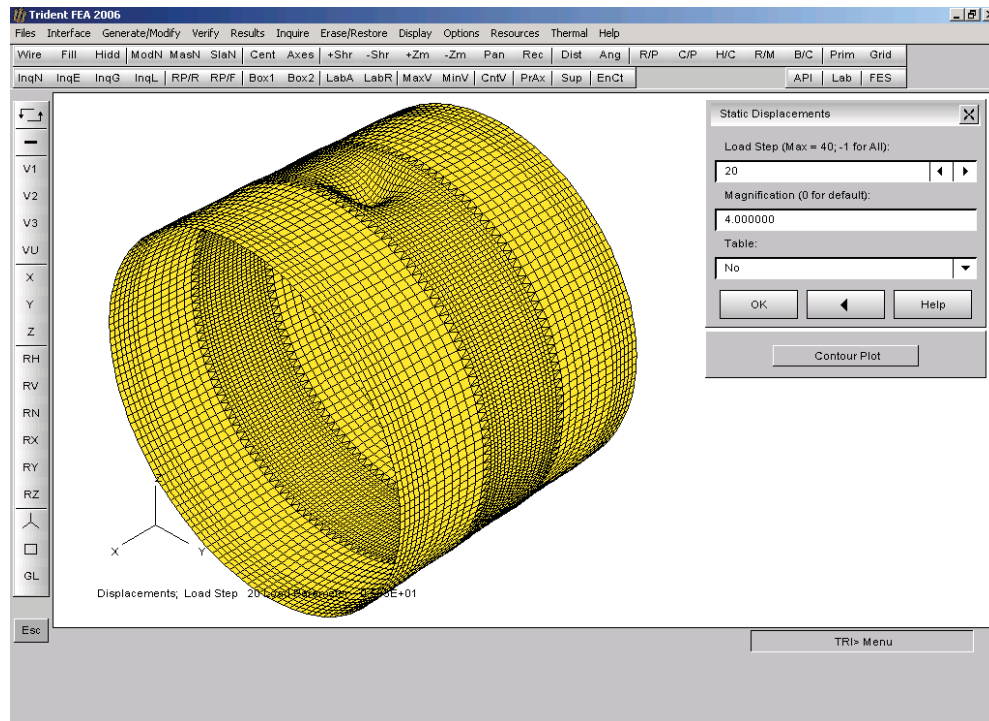 Trident FEA 2006
Files Interface Generate/Modify Verify Results Inquire Erase/Restore Display Options Resources Thermal Help
Wire Fill Hidd ModN MasN SlaN Cent Axes +Shr -Shr +Zm -Zm Pan Rec Dist Ang R/P C/P H/C R/M B/C Prim Grid
InqN InqE InqG InqL RP/R RP/F Box1 Box2 LabA LabR MaxV MinV CntV PrAx Sup EnCt API Lab FES
V1
V2
V3
VU
X
Y
Z
RH
RV
RN
RX
RY
RZ
GL
Esc
Z
X Y
Displacements; Load Step 20 E+01
Static Displacements
Load Step (Max = 40; -1 for All):
20
Magnification (0 for default):
4.000000
Table:
No
OK Help
Contour Plot
TRI> Menu